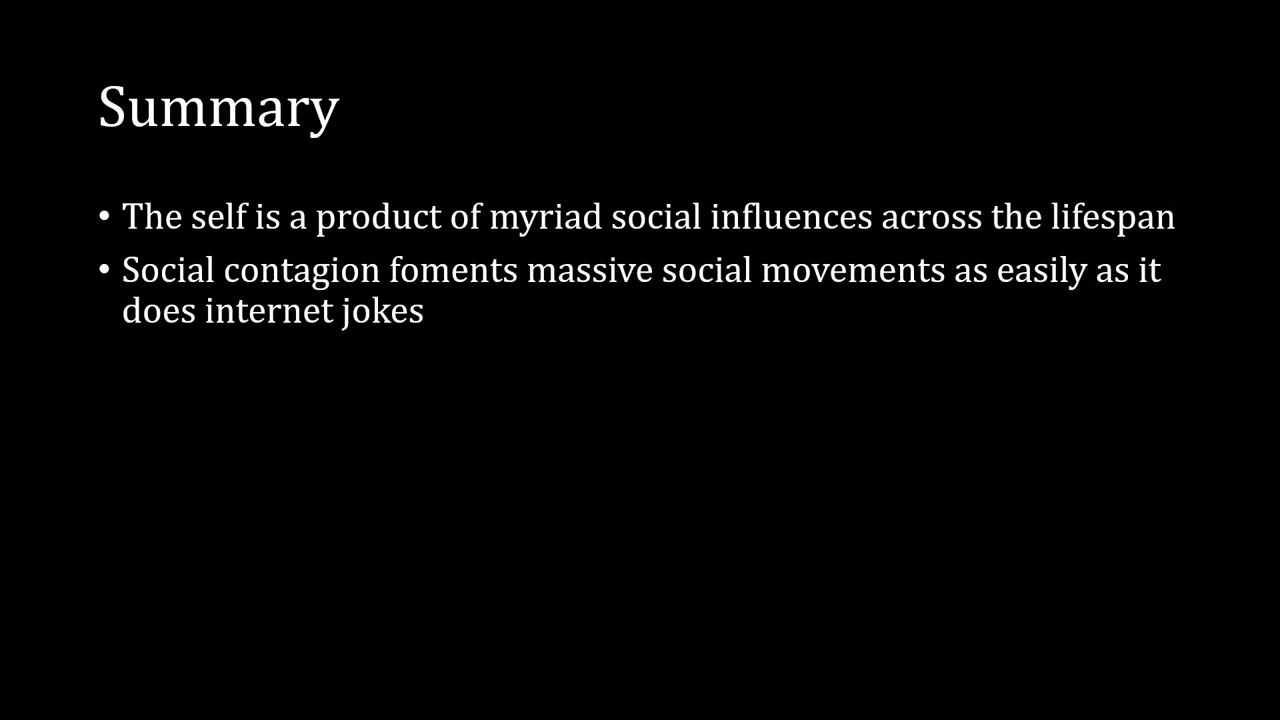 Summary
• The self is a product of myriad social influences across the lifespan
• Social contagion foments massive social movements as easily as it
does internet jokes